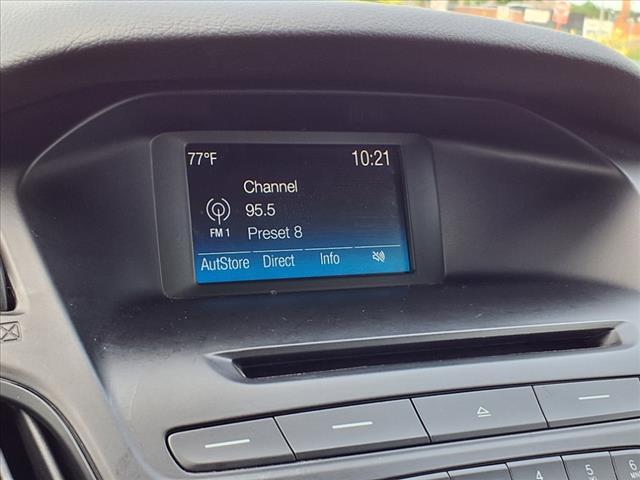 77°F 10:21
Channel
95.5
FM 1 Preset 8
AutStore Direct Info
4 5 6